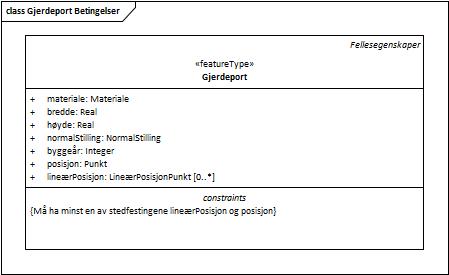 class Gjerdeport Betingelser
Fellesegenskaper
«featureType»
Gjerdeport
+ materiale: Materiale
+ bredde: Real
+ høyde: Real
+ normalStilling: NormalStilling
+ byggeår: Integer
+ posisjon: Punkt
+ lineærPosisjon: LineærPosisjonPunkt [0..*]
constraints
{Må ha minst en av stedfestingene lineærPosisjon og posisjon}